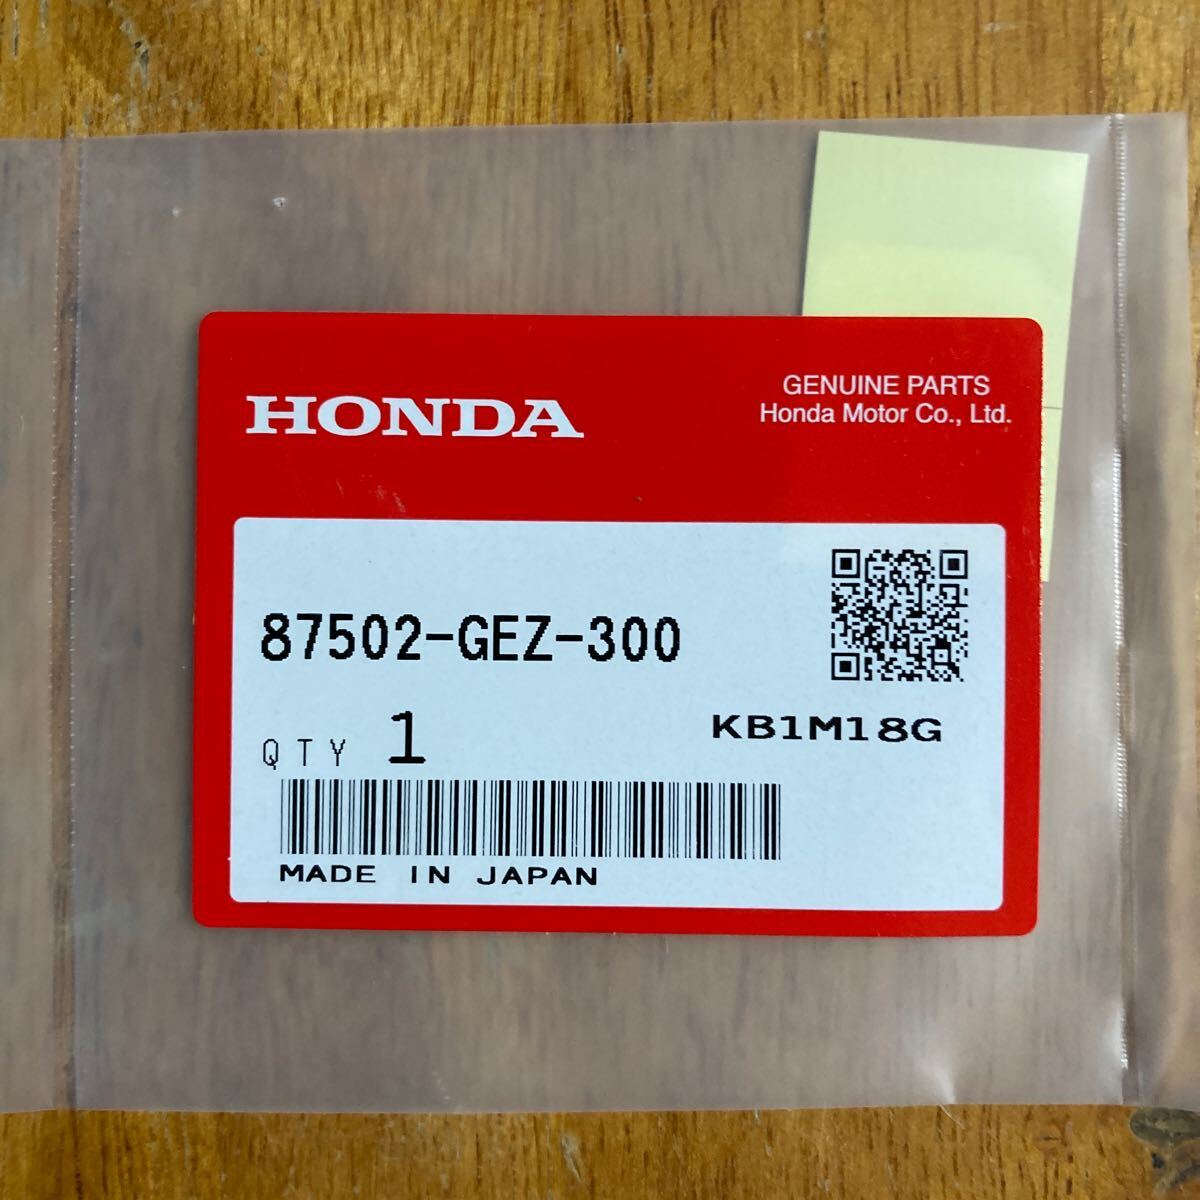 HONDA
GENUINE PARTS
Honda Motor Co., Ltd.
87502-GEZ-300
QTY 1
KB1M18G
MADE IN JAPAN